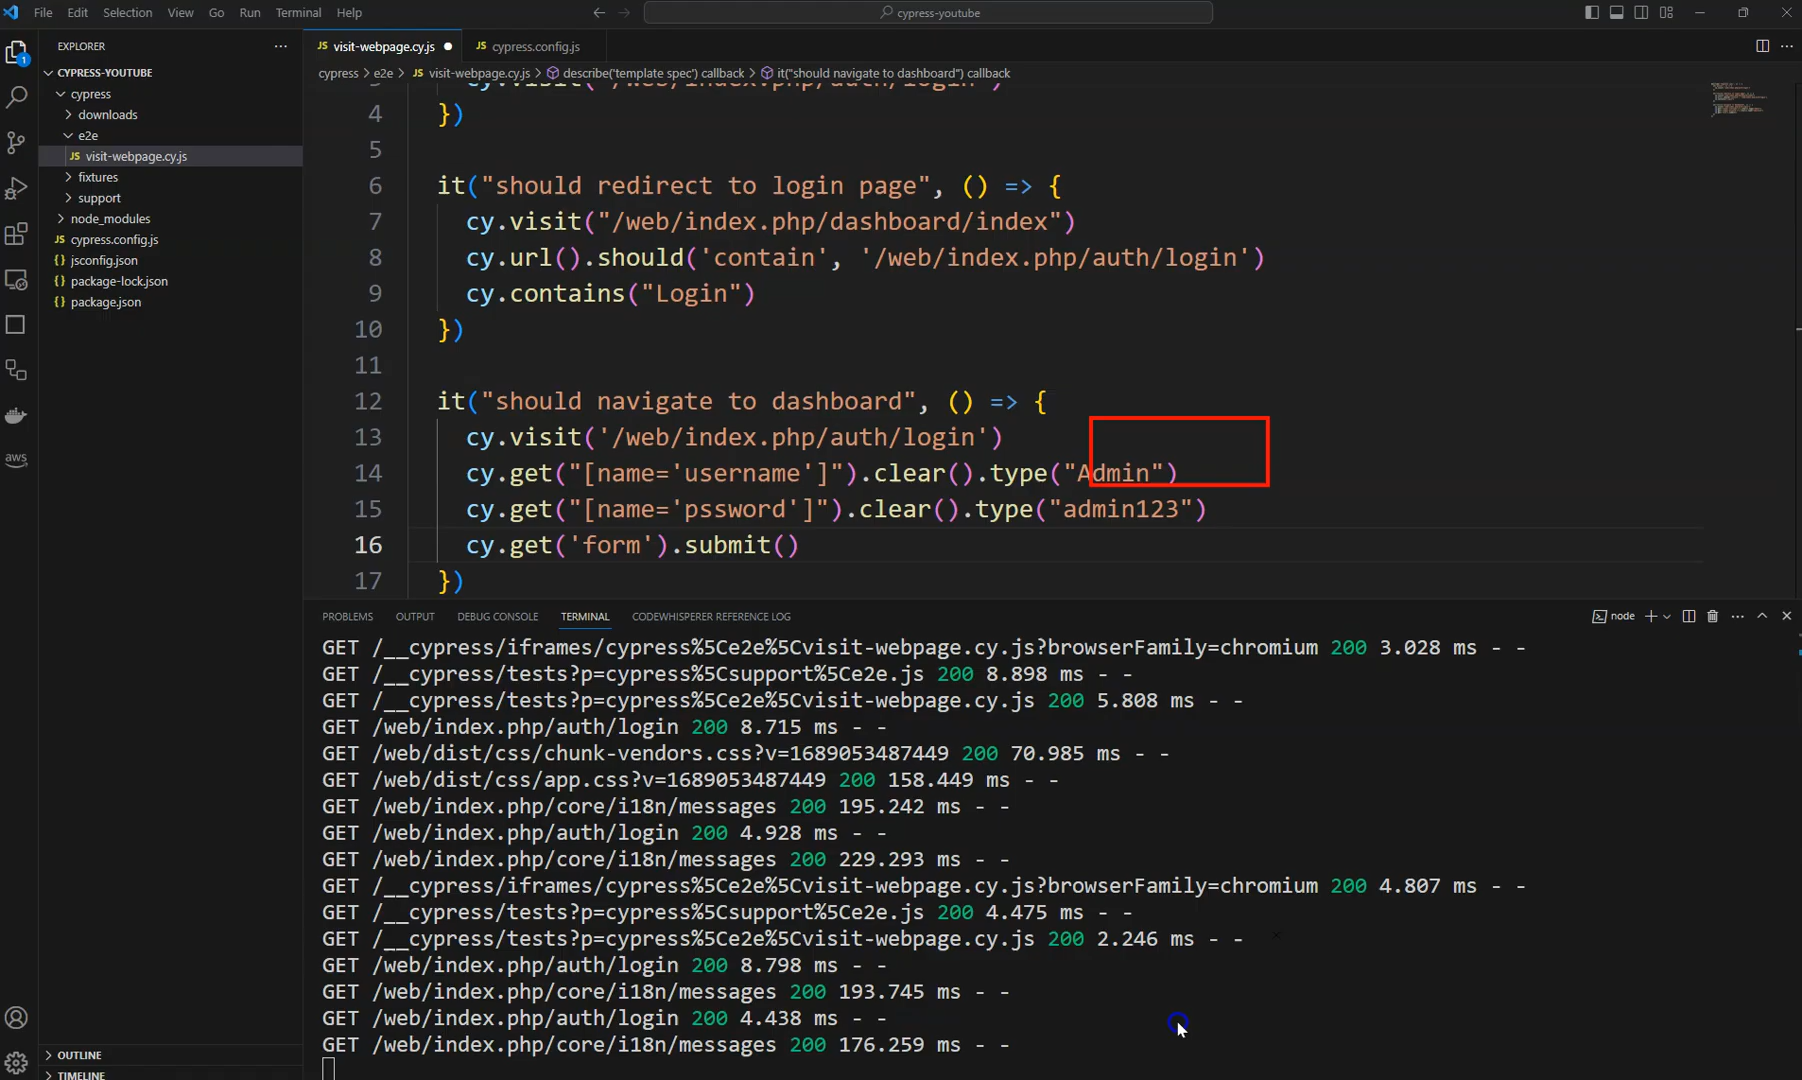 File Edit Selection View Go Run Terminal Help
cypress-youtube
EXPLORER
CYPRESS-YOUTUBE
cypress
downloads
e2e
JS visit-webpage.cy.js
fixtures
support
node_modules
JS cypress.config.js
{} jsconfig.json
{} package-lock.json
{} package.json
OUTLINE
TIMELINE
1
aws
JS visit-webpage.cy.js
JS cypress.config.js
cypress > e2e > JS visit-webpage.cy.js > describe('template spec') callback > it("should navigate to dashboard") callback
3 cy.visit("/web/index.php/auth/login")
4 })
5
6 it("should redirect to login page", () => {
7 cy.visit("/web/index.php/dashboard/index")
8 cy.url().should('contain', '/web/index.php/auth/login')
9 cy.contains("Login")
10 })
11
12 it("should navigate to dashboard", () => {
13 cy.visit('/web/index.php/auth/login')
14 cy.get("[name='username']").clear().type("Admin")
15 cy.get("[name='pssword']").clear().type("admin123")
16 cy.get('form').submit()
17 })
PROBLEMS OUTPUT DEBUG CONSOLE TERMINAL CODEWHISPERER REFERENCE LOG
node
GET /__cypress/iframes/cypress%5Ce2e%5Cvisit-webpage.cy.js?browserFamily=chromium 200 3.028 ms - -
GET /__cypress/tests?p=cypress%5Csupport%5Ce2e.js 200 8.898 ms - -
GET /__cypress/tests?p=cypress%5Ce2e%5Cvisit-webpage.cy.js 200 5.808 ms - -
GET /web/index.php/auth/login 200 8.715 ms - -
GET /web/dist/css/chunk-vendors.css?v=1689053487449 200 70.985 ms - -
GET /web/dist/css/app.css?v=1689053487449 200 158.449 ms - -
GET /web/index.php/core/i18n/messages 200 195.242 ms - -
GET /web/index.php/auth/login 200 4.928 ms - -
GET /web/index.php/core/i18n/messages 200 229.293 ms - -
GET /__cypress/iframes/cypress%5Ce2e%5Cvisit-webpage.cy.js?browserFamily=chromium 200 4.807 ms - -
GET /__cypress/tests?p=cypress%5Csupport%5Ce2e.js 200 4.475 ms - -
GET /__cypress/tests?p=cypress%5Ce2e%5Cvisit-webpage.cy.js 200 2.246 ms - -
GET /web/index.php/auth/login 200 8.798 ms - -
GET /web/index.php/core/i18n/messages 200 193.745 ms - -
GET /web/index.php/auth/login 200 4.438 ms - -
GET /web/index.php/core/i18n/messages 200 176.259 ms - -